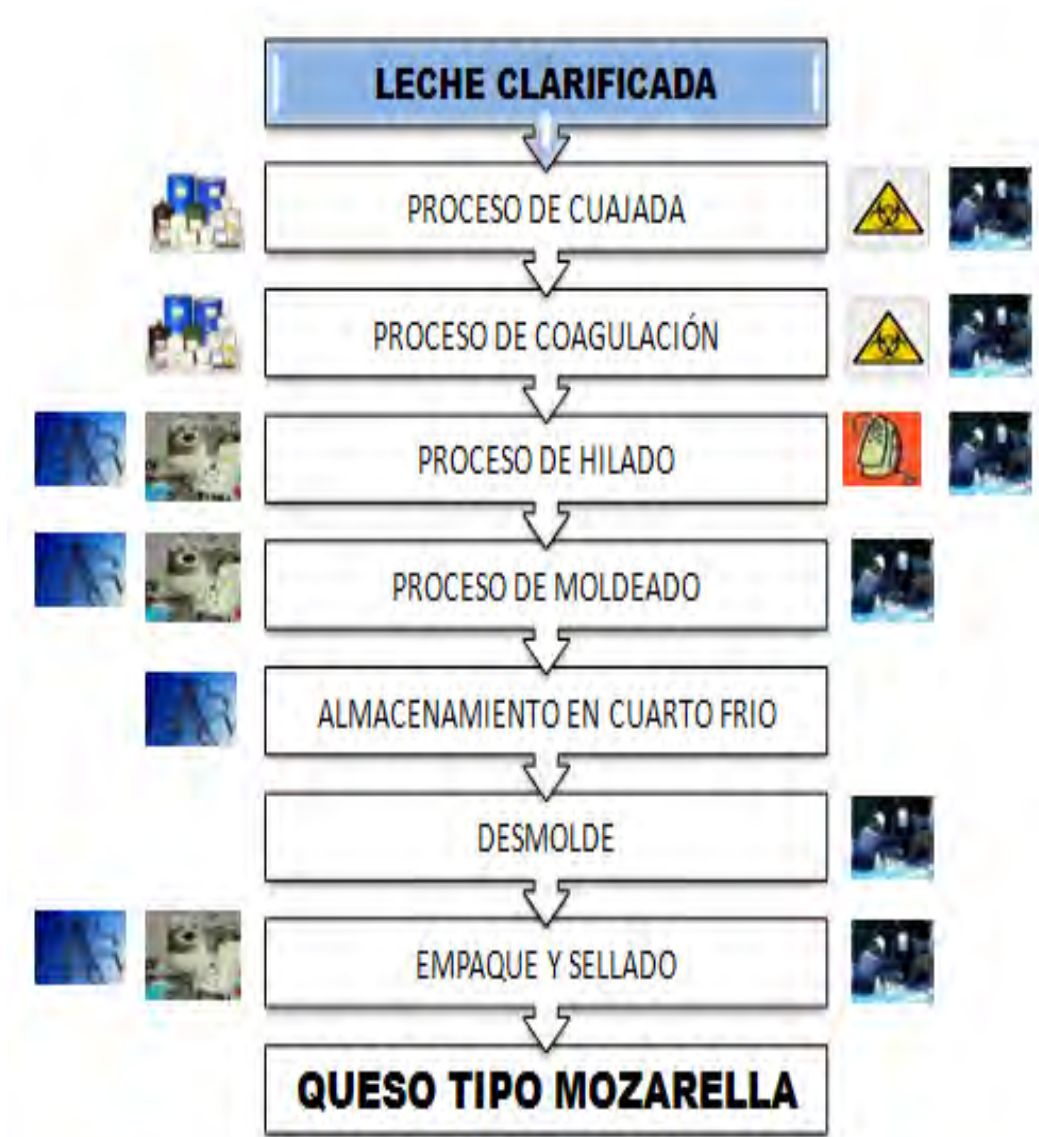 LECHE CLARIFICADA
PROCESO DE CUAJADA
PROCESO DE COAGULACIÓN
PROCESO DE HILADO
PROCESO DE MOLDEADO
ALMACENAMIENTO EN CUARTO FRIO
DESMOLDE
EMPAQUE Y SELLADO
QUESO TIPO MOZARELLA